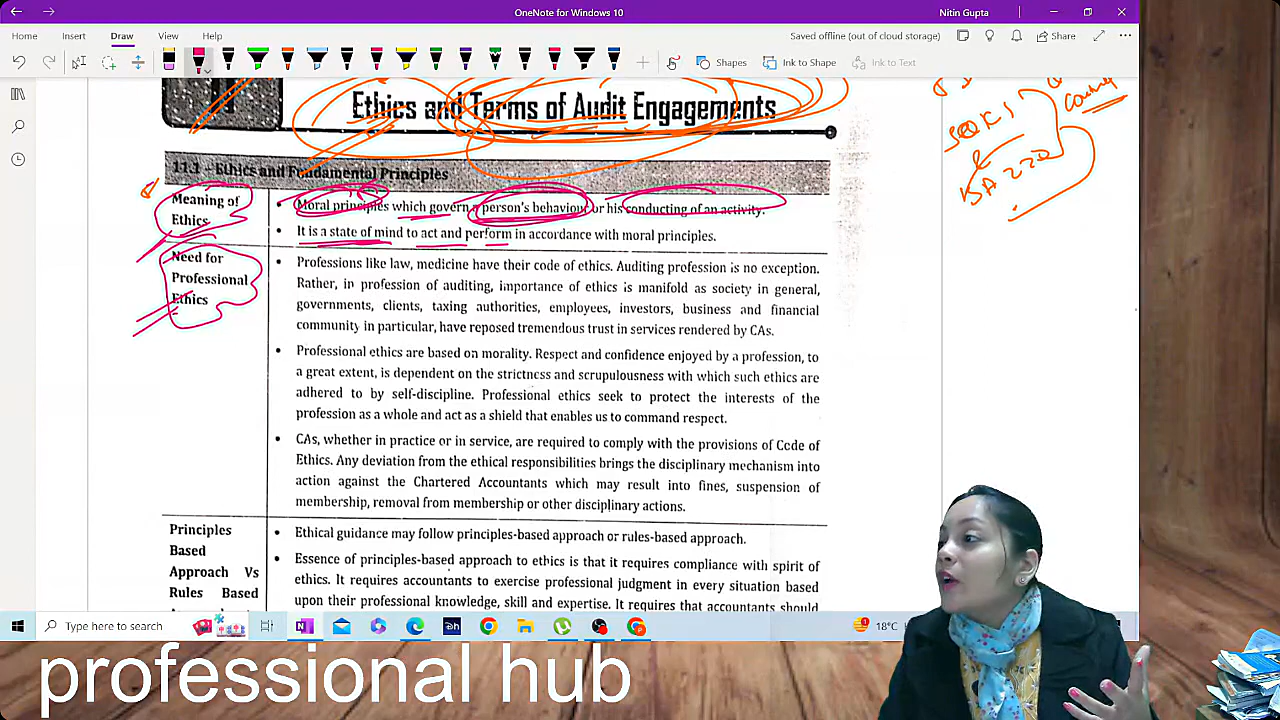 OneNote for Windows 10
Nitin Gupta
Home Insert Draw View Help
Saved offline (out of cloud storage)
Share
Shapes
Ink to Shape
Ink to Text
Ethics and Terms of Audit Engagements
SA 220
11.1 – Ethics and Fundamental Principles
Meaning of Ethics
• Moral principles which govern a person's behaviour or his conducting of an activity.
• It is a state of mind to act and perform in accordance with moral principles.
Need for Professional Ethics
• Professions like law, medicine have their code of ethics. Auditing profession is no exception.
Rather, in profession of auditing, importance of ethics is manifold as society in general,
governments, clients, taxing authorities, employees, investors, business and financial
community in particular, have reposed tremendous trust in services rendered by CAs.
• Professional ethics are based on morality. Respect and confidence enjoyed by a profession, to
a great extent, is dependent on the strictness and scrupulousness with which such ethics are
adhered to by self-discipline. Professional ethics seek to protect the interests of the
profession as a whole and act as a shield that enables us to command respect.
• CAs, whether in practice or in service, are required to comply with the provisions of Code of
Ethics. Any deviation from the ethical responsibilities brings the disciplinary mechanism into
action against the Chartered Accountants which may result into fines, suspension of
membership, removal from membership or other disciplinary actions.
Principles
Based
Approach Vs
Rules Based
• Ethical guidance may follow principles-based approach or rules-based approach.
• Essence of principles-based approach to ethics is that it requires compliance with spirit of
ethics. It requires accountants to exercise professional judgment in every situation based
upon their professional knowledge, skill and expertise. It requires that accountants should
Type here to search
18°C
professional hub